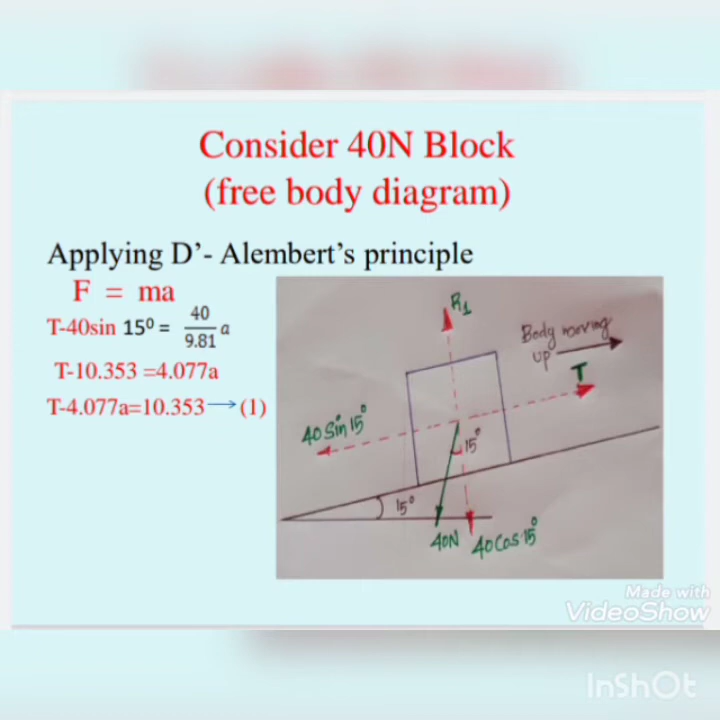 Consider 40N Block
(free body diagram)
Applying D’- Alembert’s principle
F = ma
T-40sin 15⁰ = 40/9.81 a
T-10.353 =4.077a
T-4.077a=10.353→(1)
R1
Body moving
up
T
40 Sin 15°
15°
15°
40N
40 Cos 15°
Made with
VideoShow
InShOt